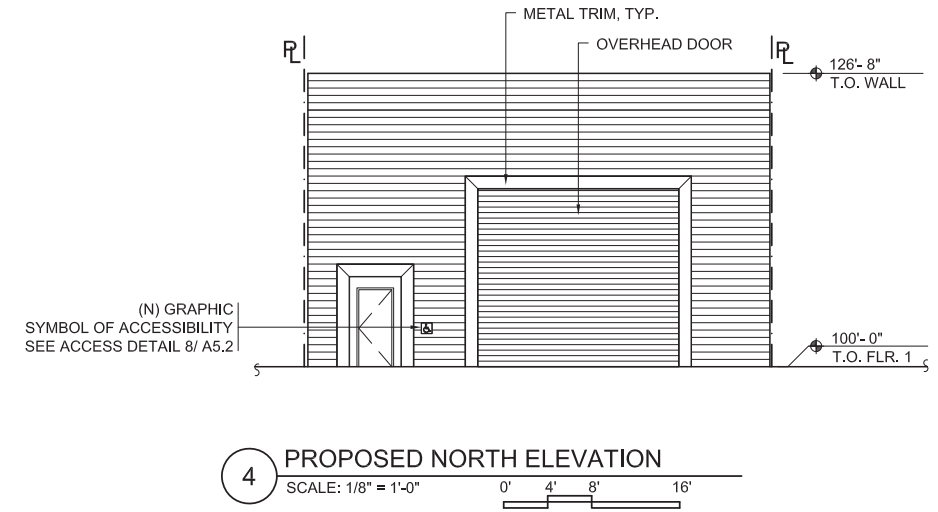 METAL TRIM, TYP.
OVERHEAD DOOR
PL
PL
126'- 8"
T.O. WALL
(N) GRAPHIC
SYMBOL OF ACCESSIBILITY
SEE ACCESS DETAIL 8/ A5.2
100'- 0"
T.O. FLR. 1
4
PROPOSED NORTH ELEVATION
SCALE: 1/8" = 1'-0"
0' 4' 8' 16'